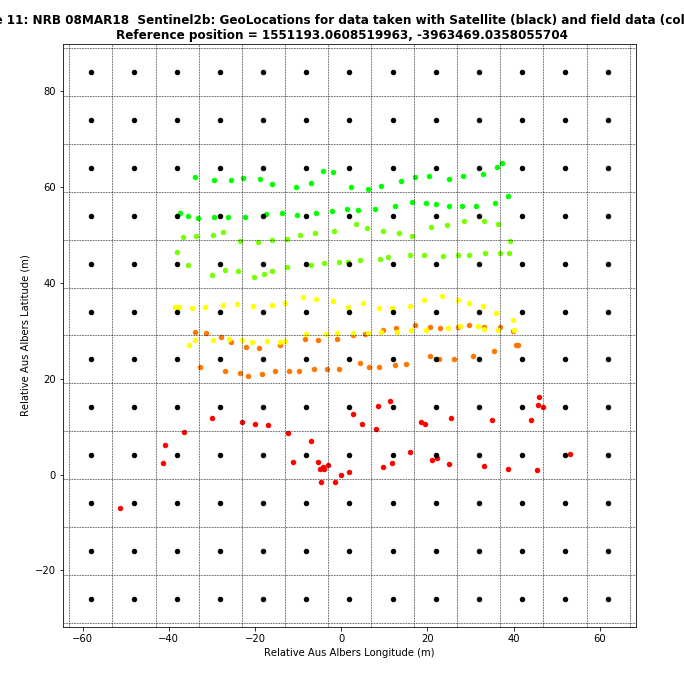 11: NRB 08MAR18 Sentinel2b: GeoLocations for data taken with Satellite (black) and field data
Reference position = 1551193.0608519963, -3963469.0358055704
80
60
40
20
0
−20
Relative Aus Albers Latitude (m)
−60 −40 −20 0 20 40 60
Relative Aus Albers Longitude (m)